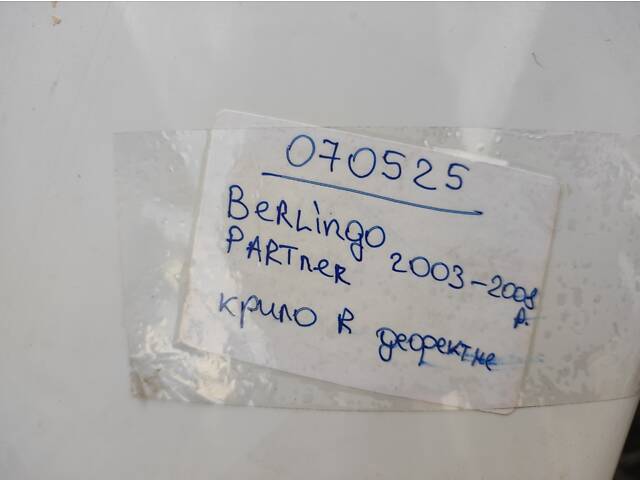 070525
Berlingo
Partner 2003-2008 р.
крило R дефектне